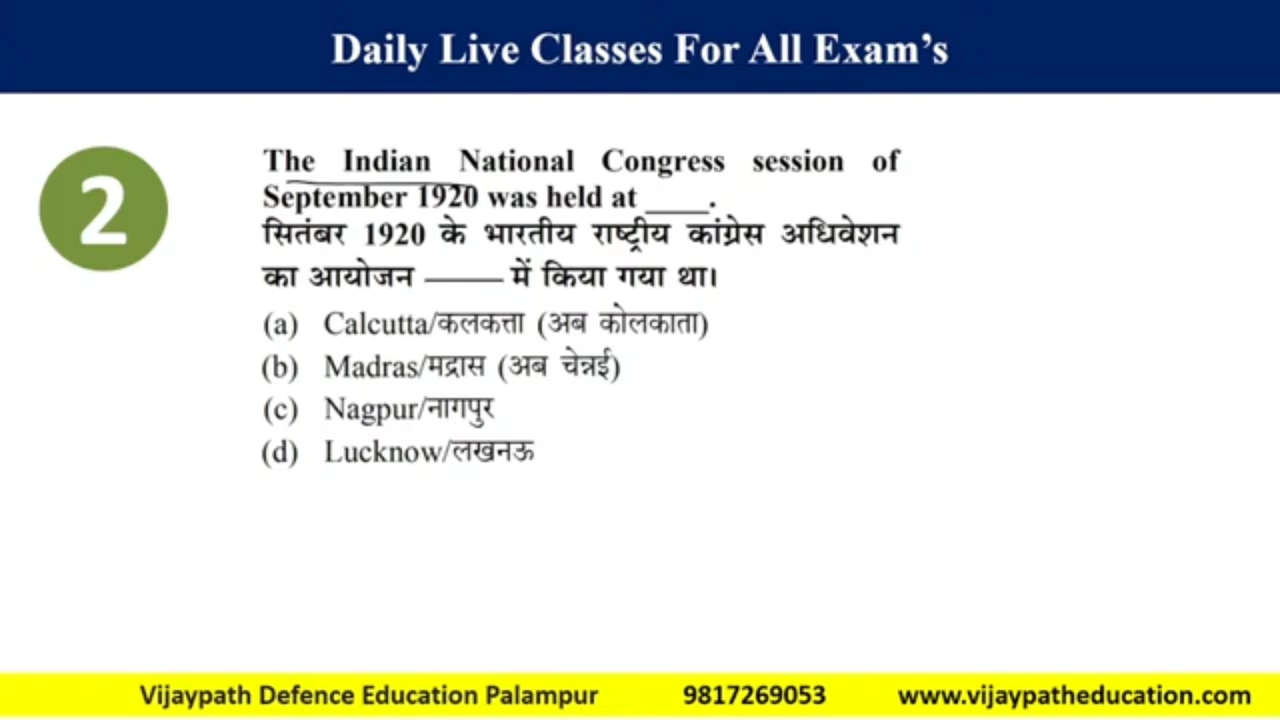 Daily Live Classes For All Exam's
2
The Indian National Congress session of
September 1920 was held at ____.
सितंबर 1920 के भारतीय राष्ट्रीय कांग्रेस अधिवेशन
का आयोजन ——— में किया गया था।
(a) Calcutta/कलकत्ता (अब कोलकाता)
(b) Madras/मद्रास (अब चेन्नई)
(c) Nagpur/नागपुर
(d) Lucknow/लखनऊ
Vijaypath Defence Education Palampur 9817269053 www.vijaypatheducation.com